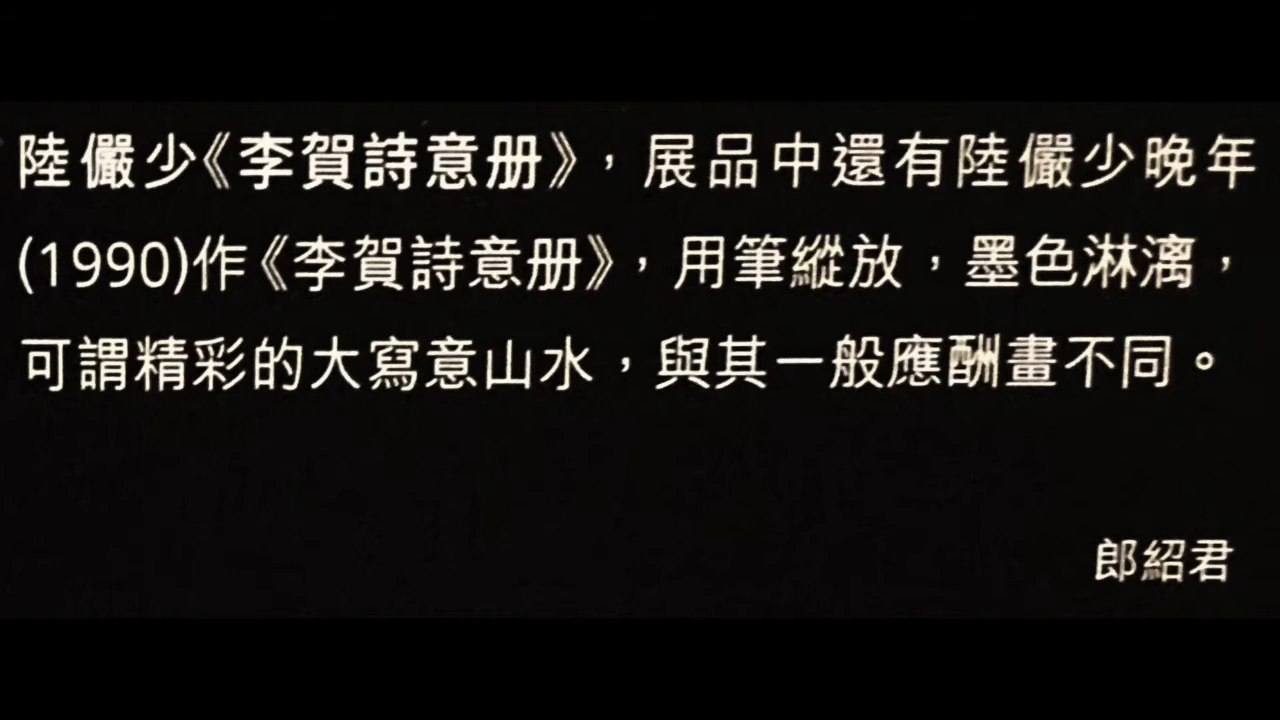 陸儼少《李賀詩意册》，展品中還有陸儼少晚年
(1990)作《李賀詩意册》，用筆縱放，墨色淋漓，
可謂精彩的大寫意山水，與其一般應酬畫不同。
郎紹君